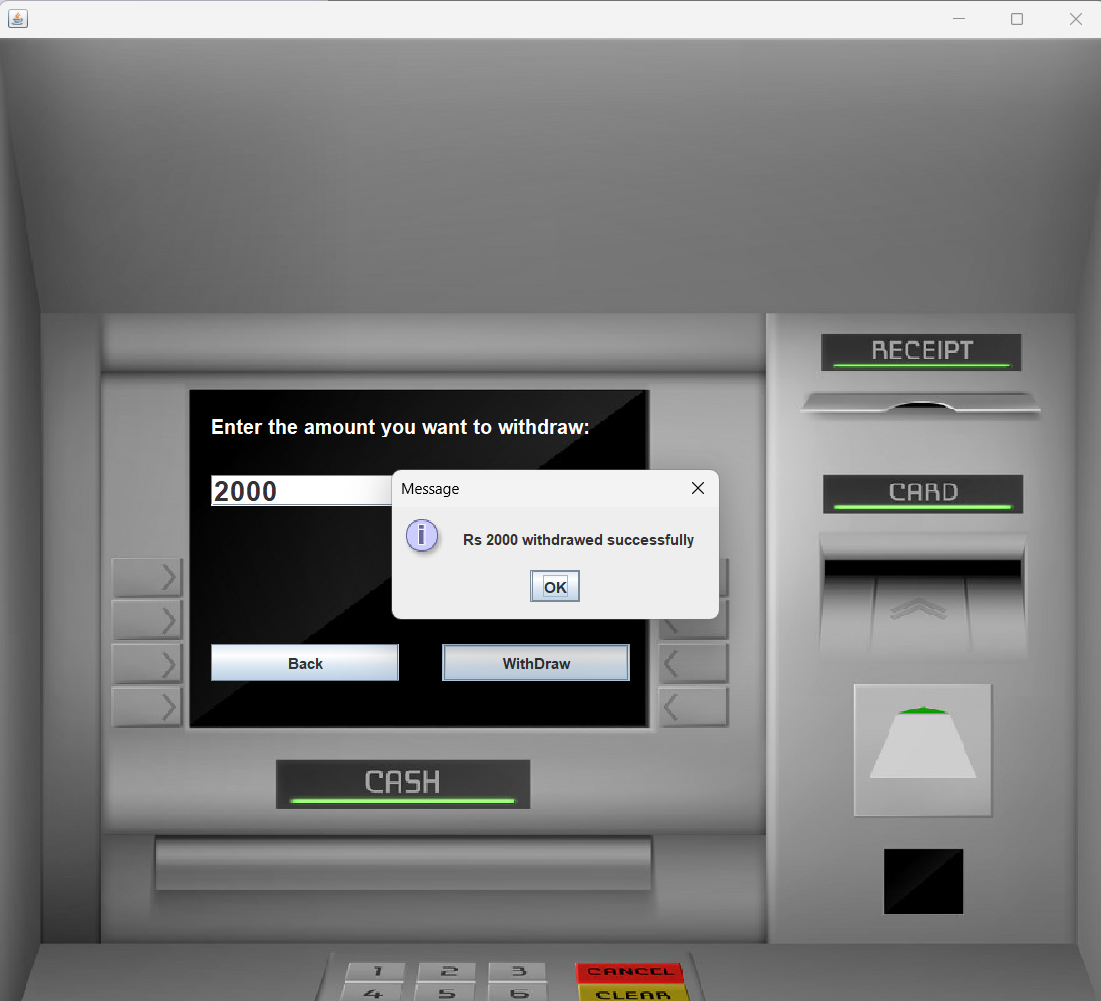 RECEIPT
Enter the amount you want to withdraw:
2000
Message
CARD
i
Rs 2000 withdrawed successfully
OK
Back
WithDraw
CASH
1 2 3 CANCEL
4 5 6 CLEAR